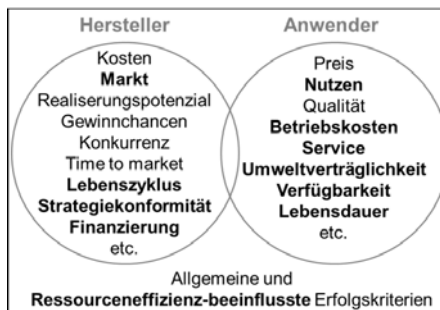 Hersteller
Kosten
Markt
Realiserungspotenzial
Gewinnchancen
Konkurrenz
Time to market
Lebenszyklus
Strategiekonformität
Finanzierung
etc.
Anwender
Preis
Nutzen
Qualität
Betriebskosten
Service
Umweltverträglichkeit
Verfügbarkeit
Lebensdauer
etc.
Allgemeine und
Ressourceneffizienz-beeinflusste Erfolgskriterien